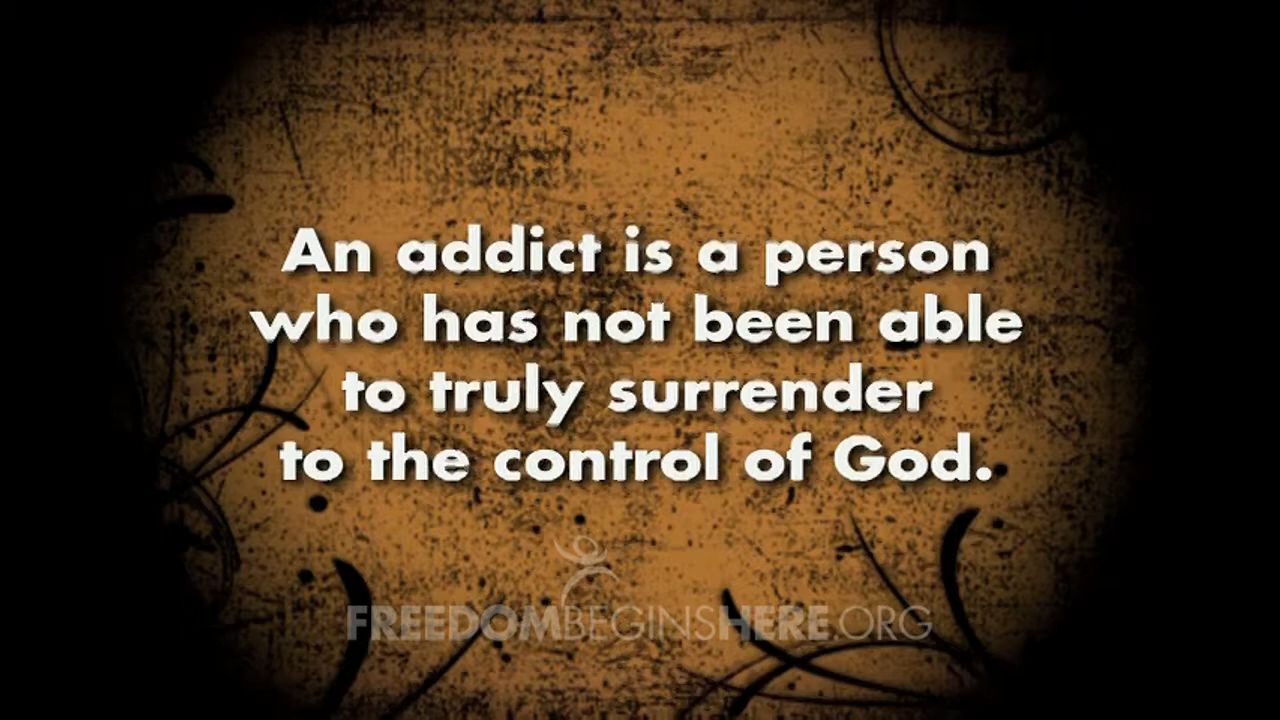 An addict is a person
who has not been able
to truly surrender
to the control of God.
FREEDOMBEGINSHERE.ORG